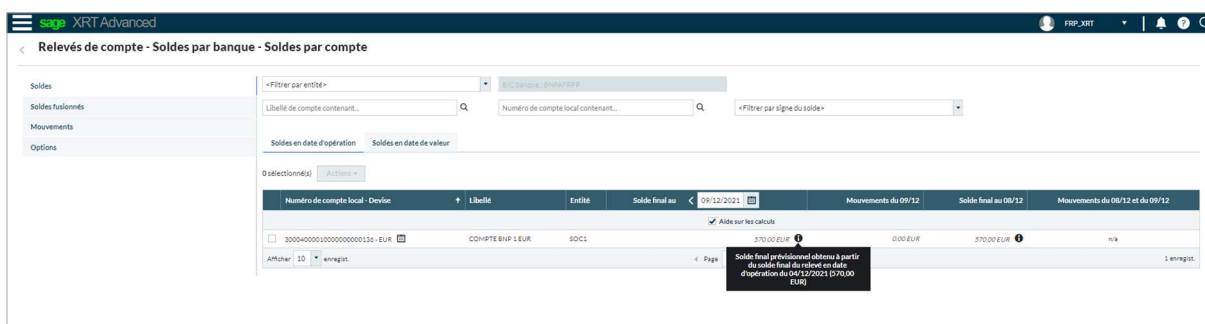 sage XRT Advanced
FRP_XRT
Relevés de compte - Soldes par banque - Soldes par compte
Soldes
Soldes fusionnés
Mouvements
Options
<Filtrer par entité>
BIC banque : BNPAFRPP
Libellé de compte contenant...
Numéro de compte local contenant...
<Filtrer par signe du solde>
Soldes en date d'opération
Soldes en date de valeur
0 sélectionné(s)
Actions
Numéro de compte local - Devise
Libellé
Entité
Solde final au
09/12/2021
Mouvements du 09/12
Solde final au 08/12
Mouvements du 08/12 et du 09/12
Aide sur les calculs
COMPTE BNP 1 EUR
SOC1
570,00 EUR
0,00 EUR
570,00 EUR
n/a
Afficher 10 enregist.
Page
1 enregist.
Solde final prévisionnel obtenu à partir
du solde final du relevé en date
d'opération du 04/12/2021 (570,00
EUR)